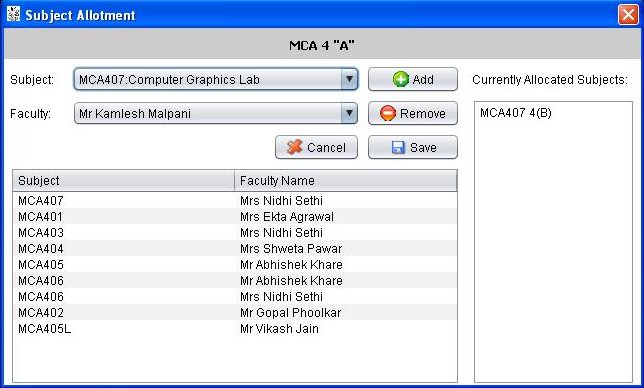 Subject Allotment
MCA 4 "A"
Subject: MCA407:Computer Graphics Lab Add Currently Allocated Subjects:
Faculty: Mr Kamlesh Malpani Remove MCA407 4(B)
Cancel Save
Subject Faculty Name
MCA407 Mrs Nidhi Sethi
MCA401 Mrs Ekta Agrawal
MCA403 Mrs Nidhi Sethi
MCA404 Mrs Shweta Pawar
MCA405 Mr Abhishek Khare
MCA406 Mr Abhishek Khare
MCA406 Mrs Nidhi Sethi
MCA402 Mr Gopal Phoolkar
MCA405L Mr Vikash Jain